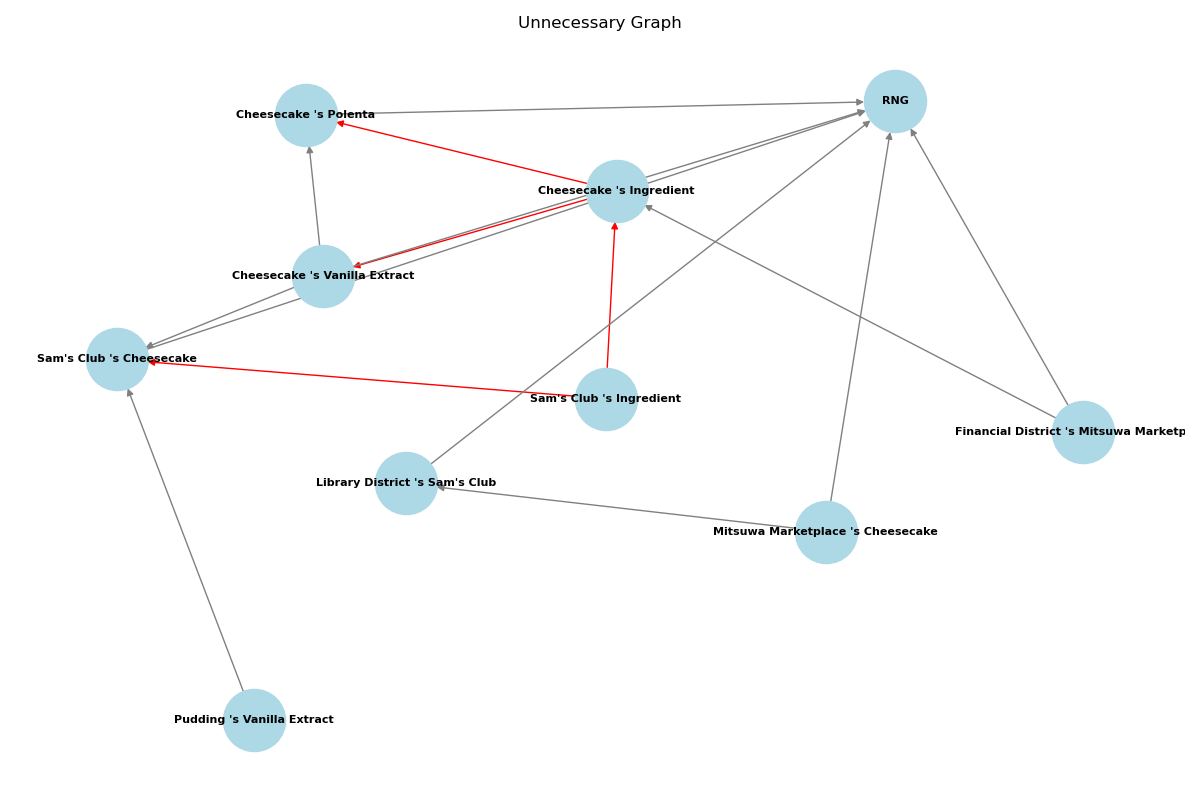 Unnecessary Graph
RNG
Cheesecake 's Polenta
Cheesecake 's Ingredient
Cheesecake 's Vanilla Extract
Sam's Club 's Cheesecake
Sam's Club 's Ingredient
Financial District 's Mitsuwa Marketp
Library District 's Sam's Club
Mitsuwa Marketplace 's Cheesecake
Pudding 's Vanilla Extract